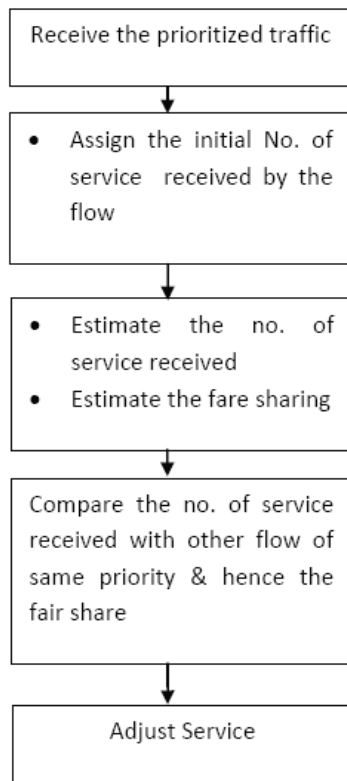 Receive the prioritized traffic
• Assign the initial No. of
service received by the
flow
• Estimate the no. of
service received
• Estimate the fare sharing
Compare the no. of service
received with other flow of
same priority & hence the
fair share
Adjust Service